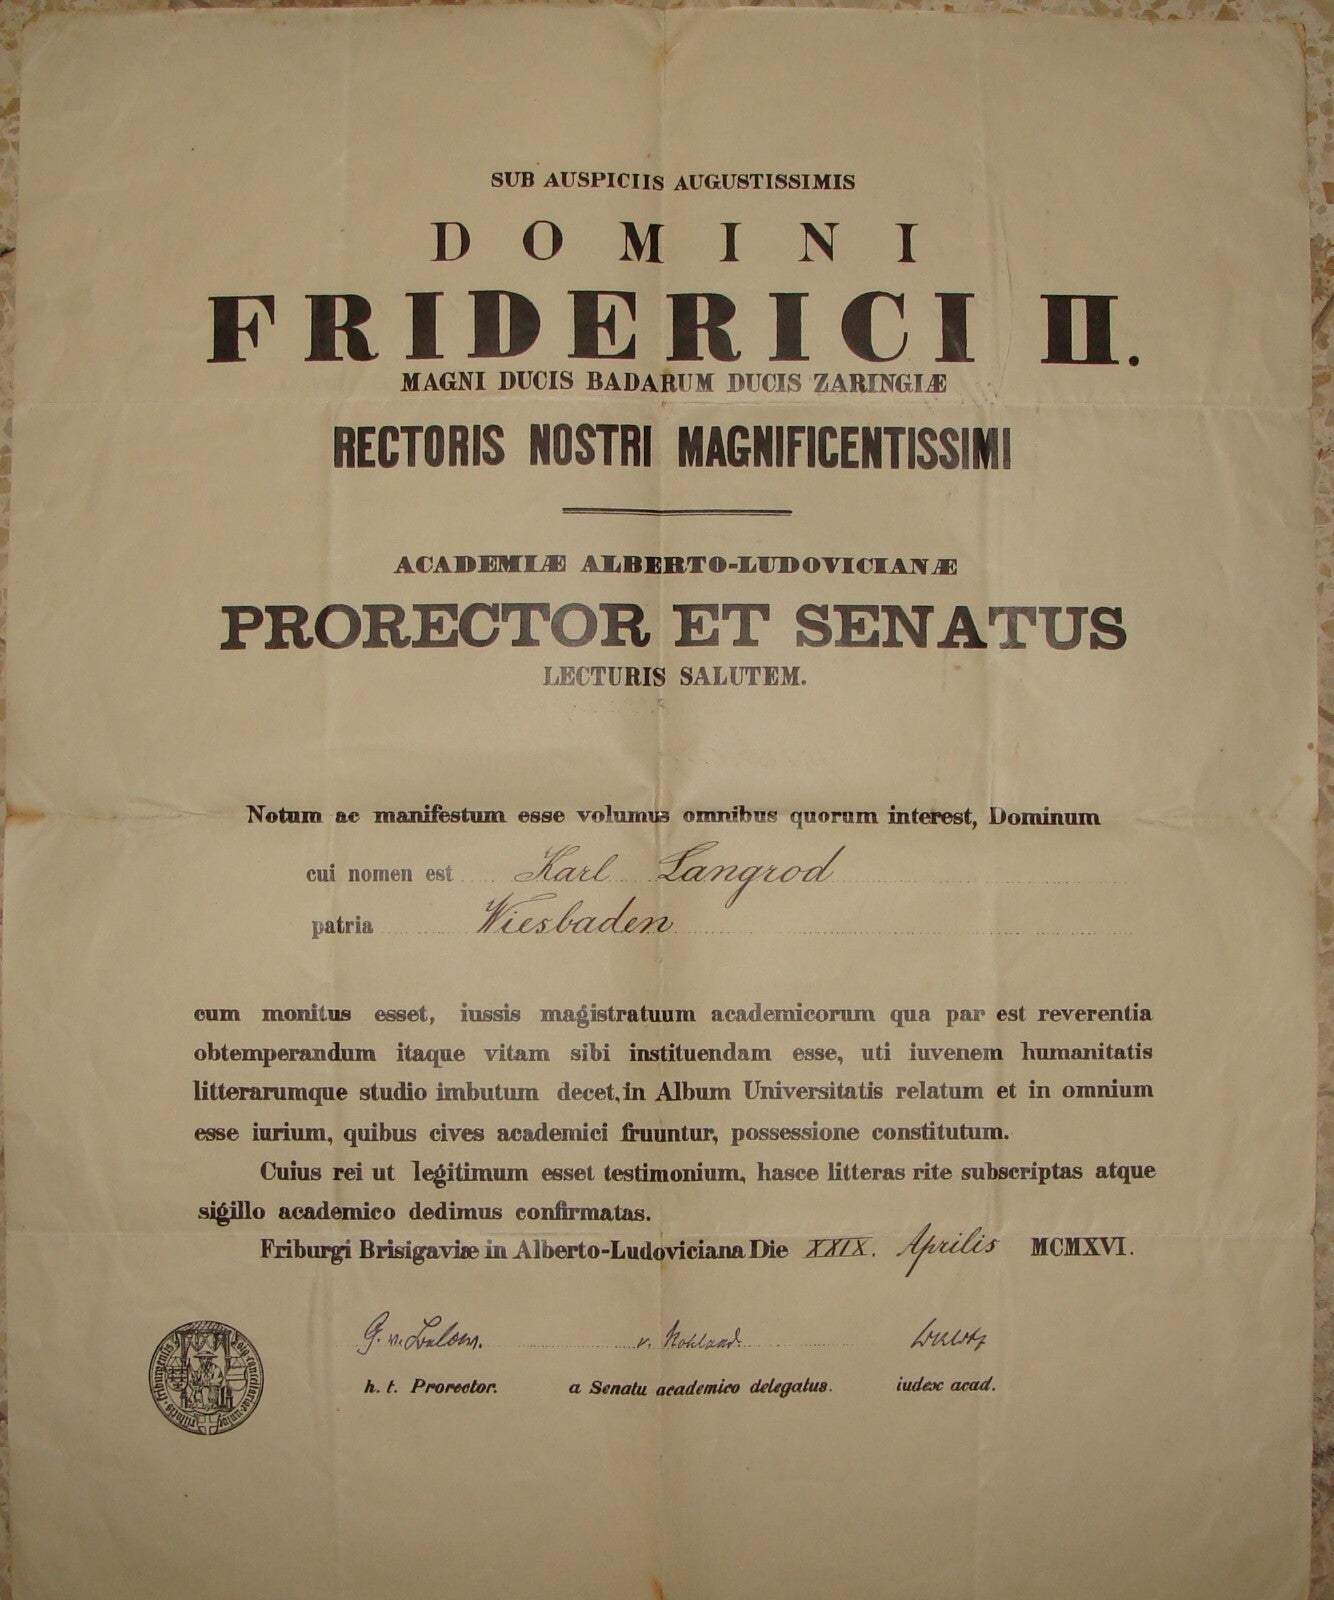 SUB AUSPICIIS AUGUSTISSIMIS
DOMINI
FRIDERICI II.
MAGNI DUCIS BADARUM DUCIS ZARINGIÆ
RECTORIS NOSTRI MAGNIFICENTISSIMI
ACADEMIÆ ALBERTO-LUDOVICIANÆ
PRORECTOR ET SENATUS
LECTURIS SALUTEM.
Notum ac manifestum esse volumus omnibus quorum interest, Dominum
cui nomen est Karl Langrod
patria Wiesbaden
cum monitus esset, iussis magistratuum academicorum qua par est reverentia
obtemperandum itaque vitam sibi instituendam esse, uti iuvenem humanitatis
litterarumque studio imbutum decet, in Album Universitatis relatum et in omnium
esse iurium, quibus cives academici fruuntur, possessione constitutum.
Cuius rei ut legitimum esset testimonium, hasce litteras rite subscriptas atque
sigillo academico dedimus confirmatas.
Friburgi Brisigaviæ in Alberto-Ludoviciana Die XXIX. Aprilis MCMXVI.
G. v. Below. v. Rohland.
h. t. Prorector. a Senatu academico delegatus. iudex acad.